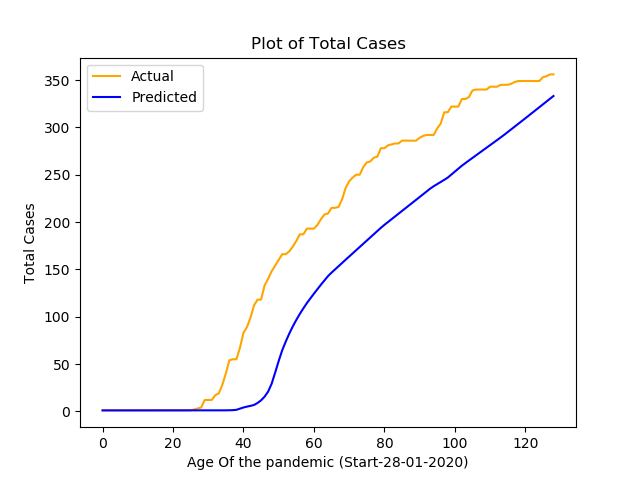 Plot of Total Cases
Actual
Predicted
350
300
250
200
150
100
50
0
Total Cases
0 20 40 60 80 100 120
Age Of the pandemic (Start-28-01-2020)